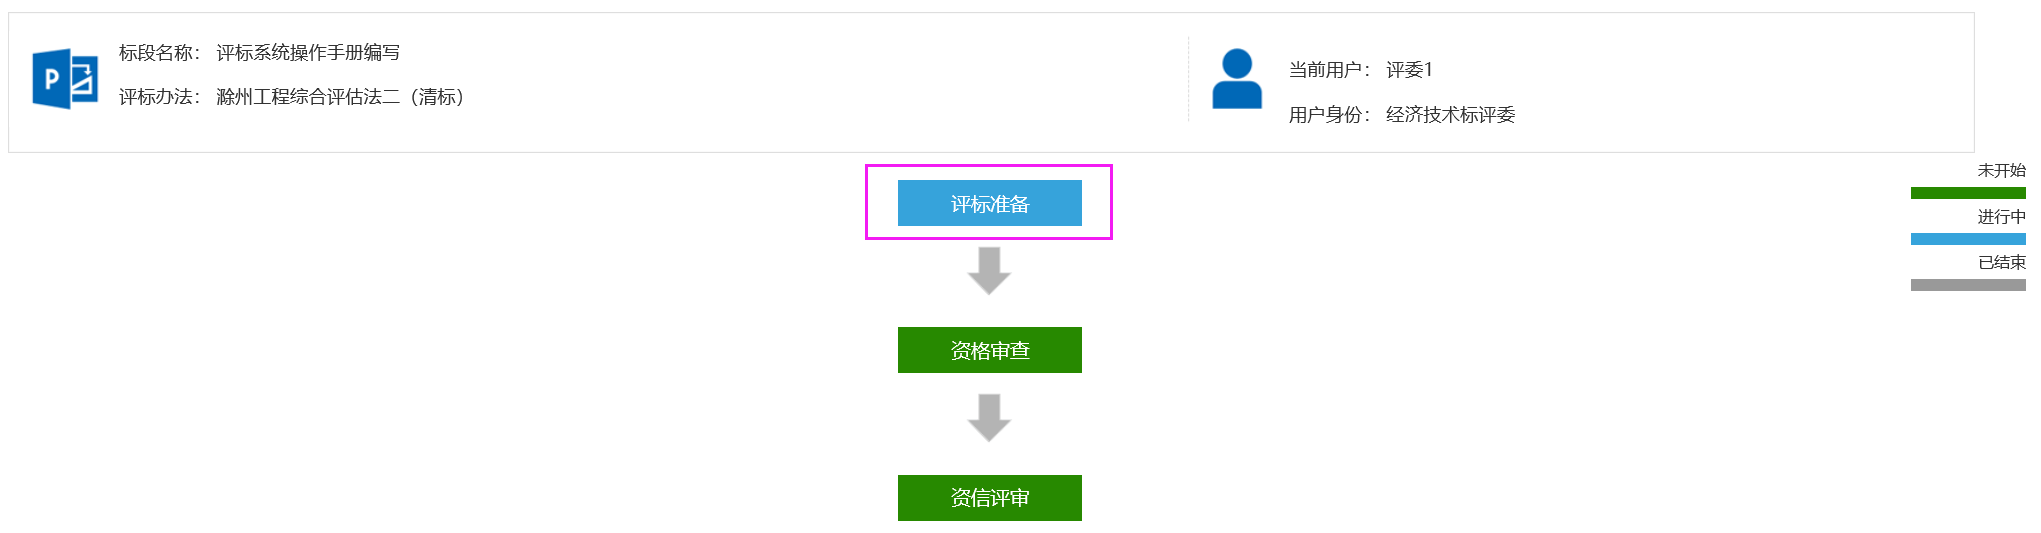 标段名称： 评标系统操作手册编写
评标办法： 滁州工程综合评估法二（清标）
当前用户： 评委1
用户身份： 经济技术标评委
未开始
进行中
已结束
评标准备
资格审查
资信评审
P